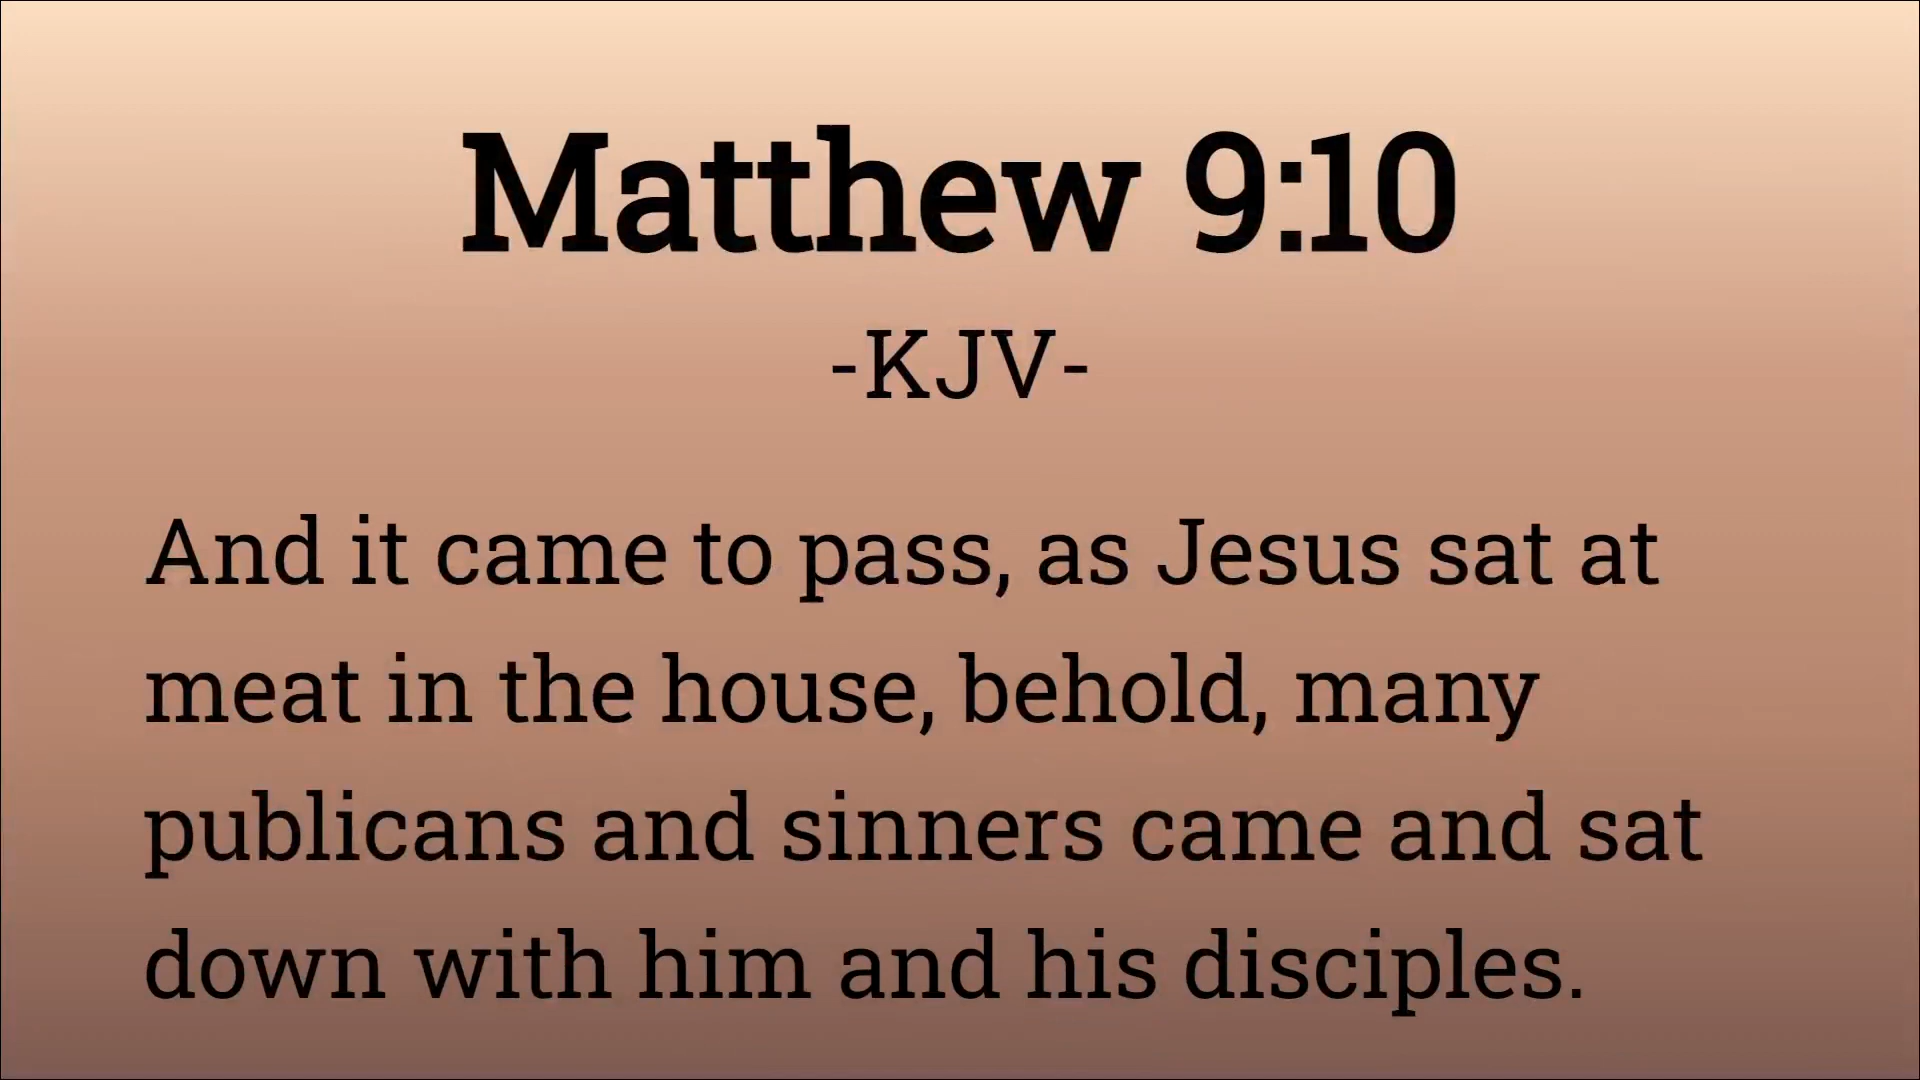 Matthew 9:10
-KJV-
And it came to pass, as Jesus sat at
meat in the house, behold, many
publicans and sinners came and sat
down with him and his disciples.